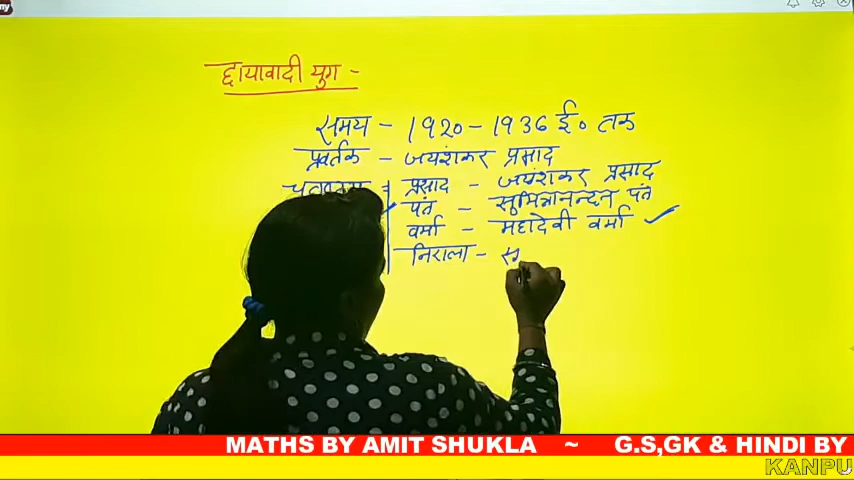 ny
छायावादी युग -
समय - 1920 - 1936 ई० तक
प्रवर्तक - जयशंकर प्रसाद
प्रसाद - जयशंकर प्रसाद
पंत - सुमित्रानन्दन पंत
वर्मा - महादेवी वर्मा
निराला - सू
MATHS BY AMIT SHUKLA ~ G.S,GK & HINDI BY
KANPU